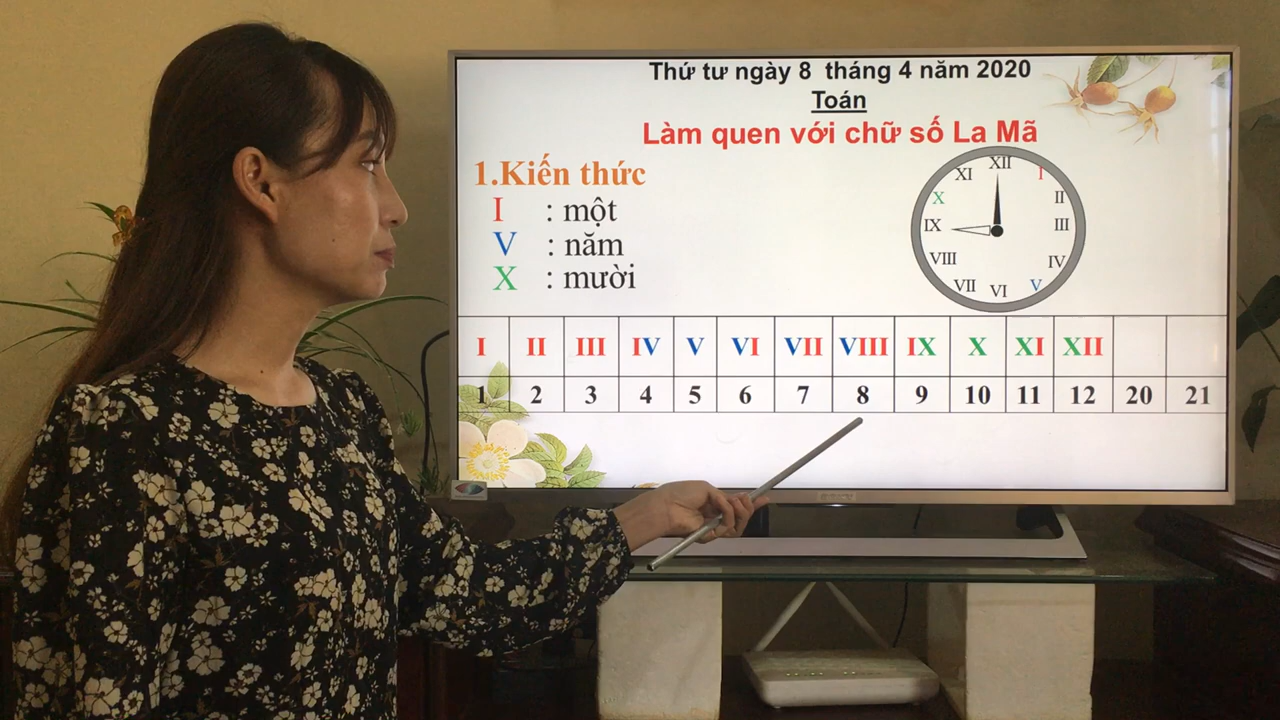 Thứ tư ngày 8 tháng 4 năm 2020
Toán
Làm quen với chữ số La Mã
1.Kiến thức
I : một
V : năm
X : mười
XII
XI I
X II
IX III
VIII IV
VII VI V
I II III IV V VI VII VIII IX X XI XII
1 2 3 4 5 6 7 8 9 10 11 12 20 21